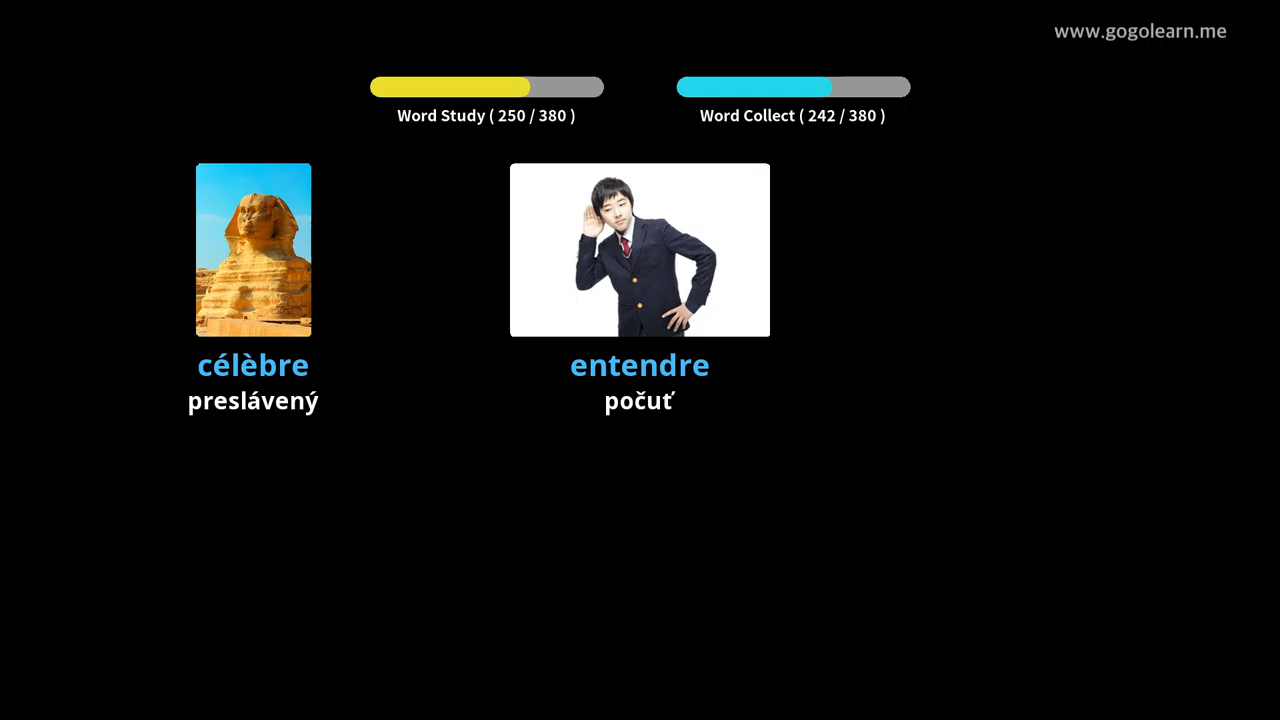 www.gogolearn.me
Word Study ( 250 / 380 )
Word Collect ( 242 / 380 )
célèbre
preslávený
entendre
počuť